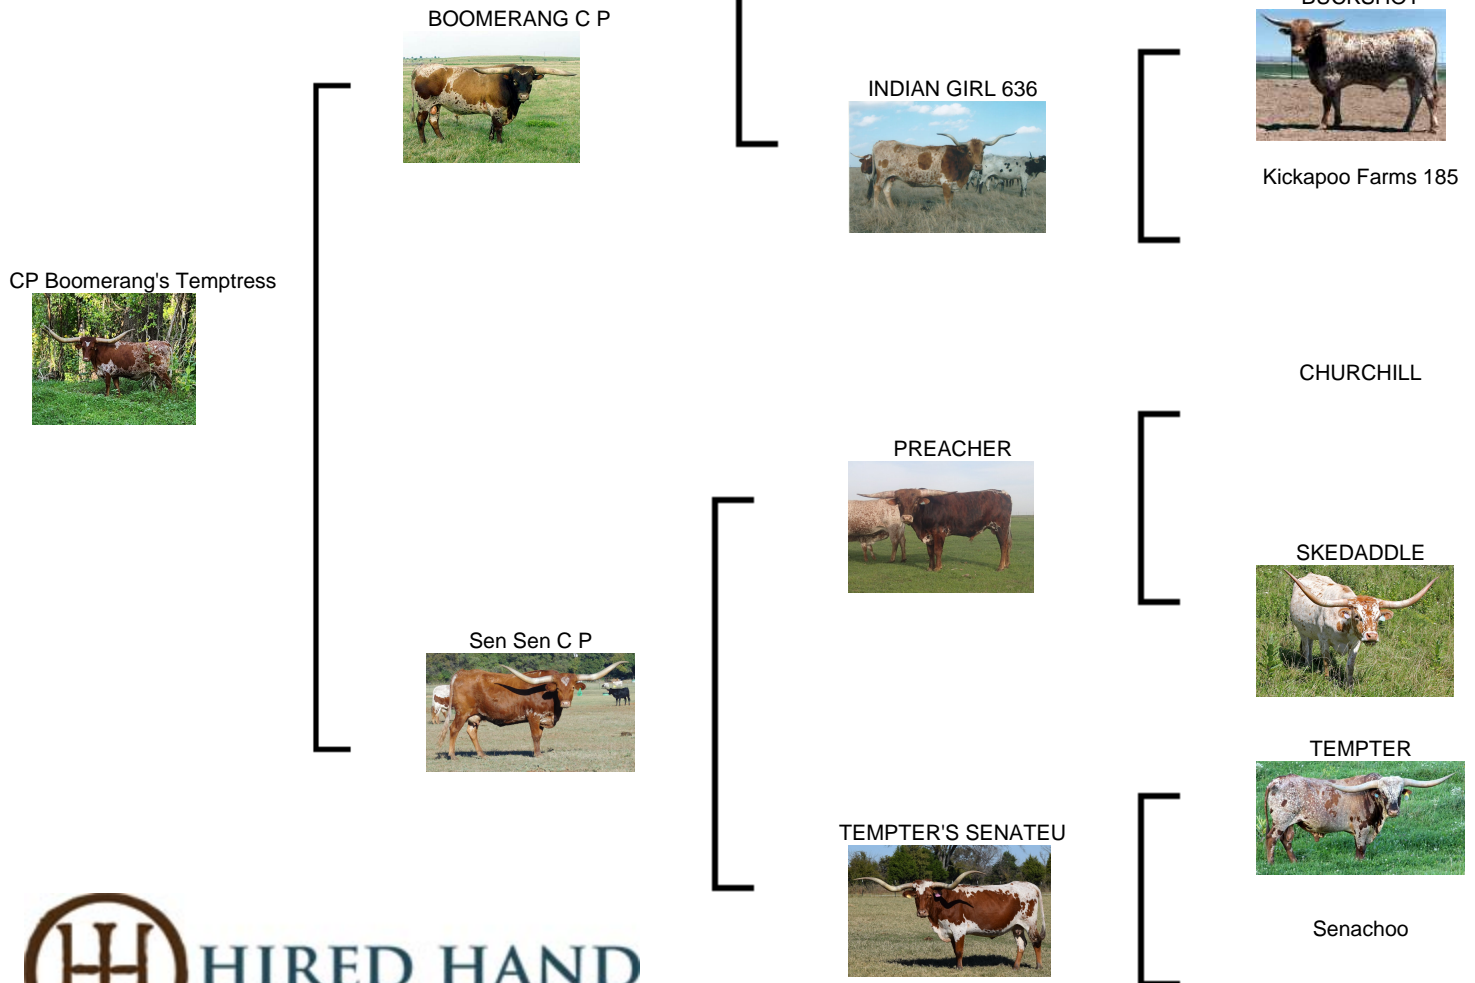 BOOMERANG C P
INDIAN GIRL 636
Kickapoo Farms 185
CP Boomerang's Temptress
CHURCHILL
PREACHER
SKEDADDLE
Sen Sen C P
TEMPTER
TEMPTER'S SENATEU
Senachoo
HIRED HAND